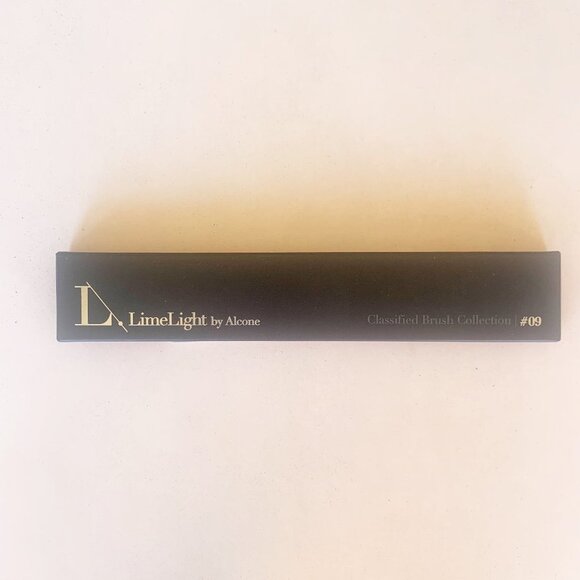 L LimeLight by Alcone
Classified Brush Collection | #09